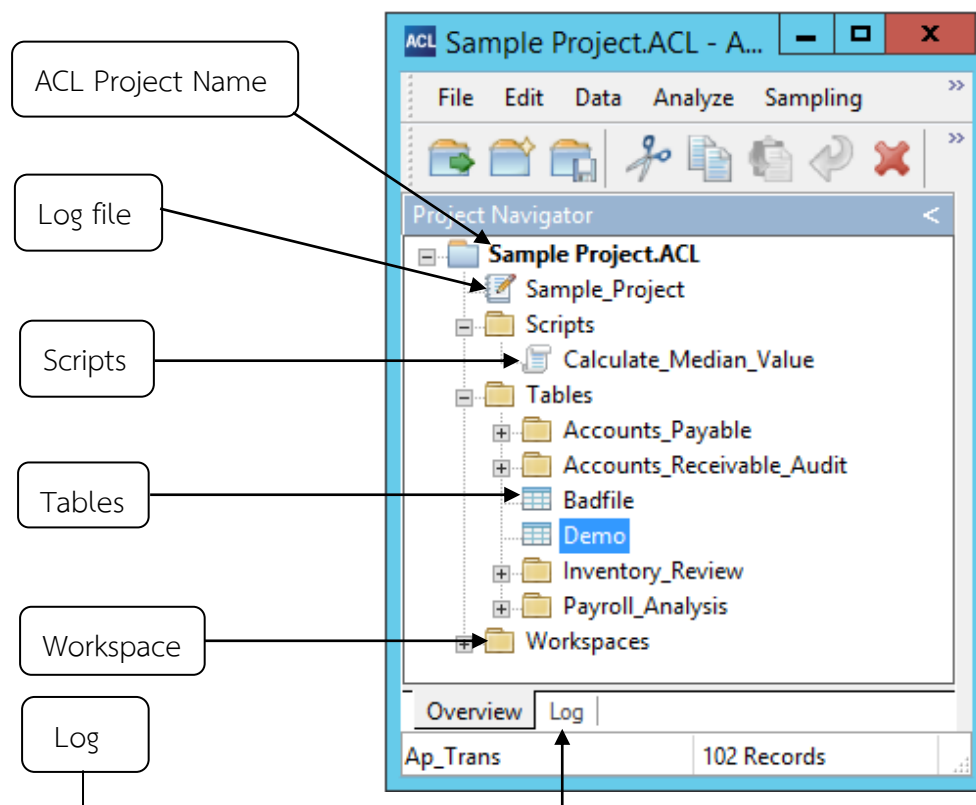 ACL Project Name
Log file
Scripts
Tables
Workspace
Log
ACL Sample Project.ACL - A...
File Edit Data Analyze Sampling
Project Navigator
Sample Project.ACL
Sample_Project
Scripts
Calculate_Median_Value
Tables
Accounts_Payable
Accounts_Receivable_Audit
Badfile
Demo
Inventory_Review
Payroll_Analysis
Workspaces
Overview Log
Ap_Trans 102 Records